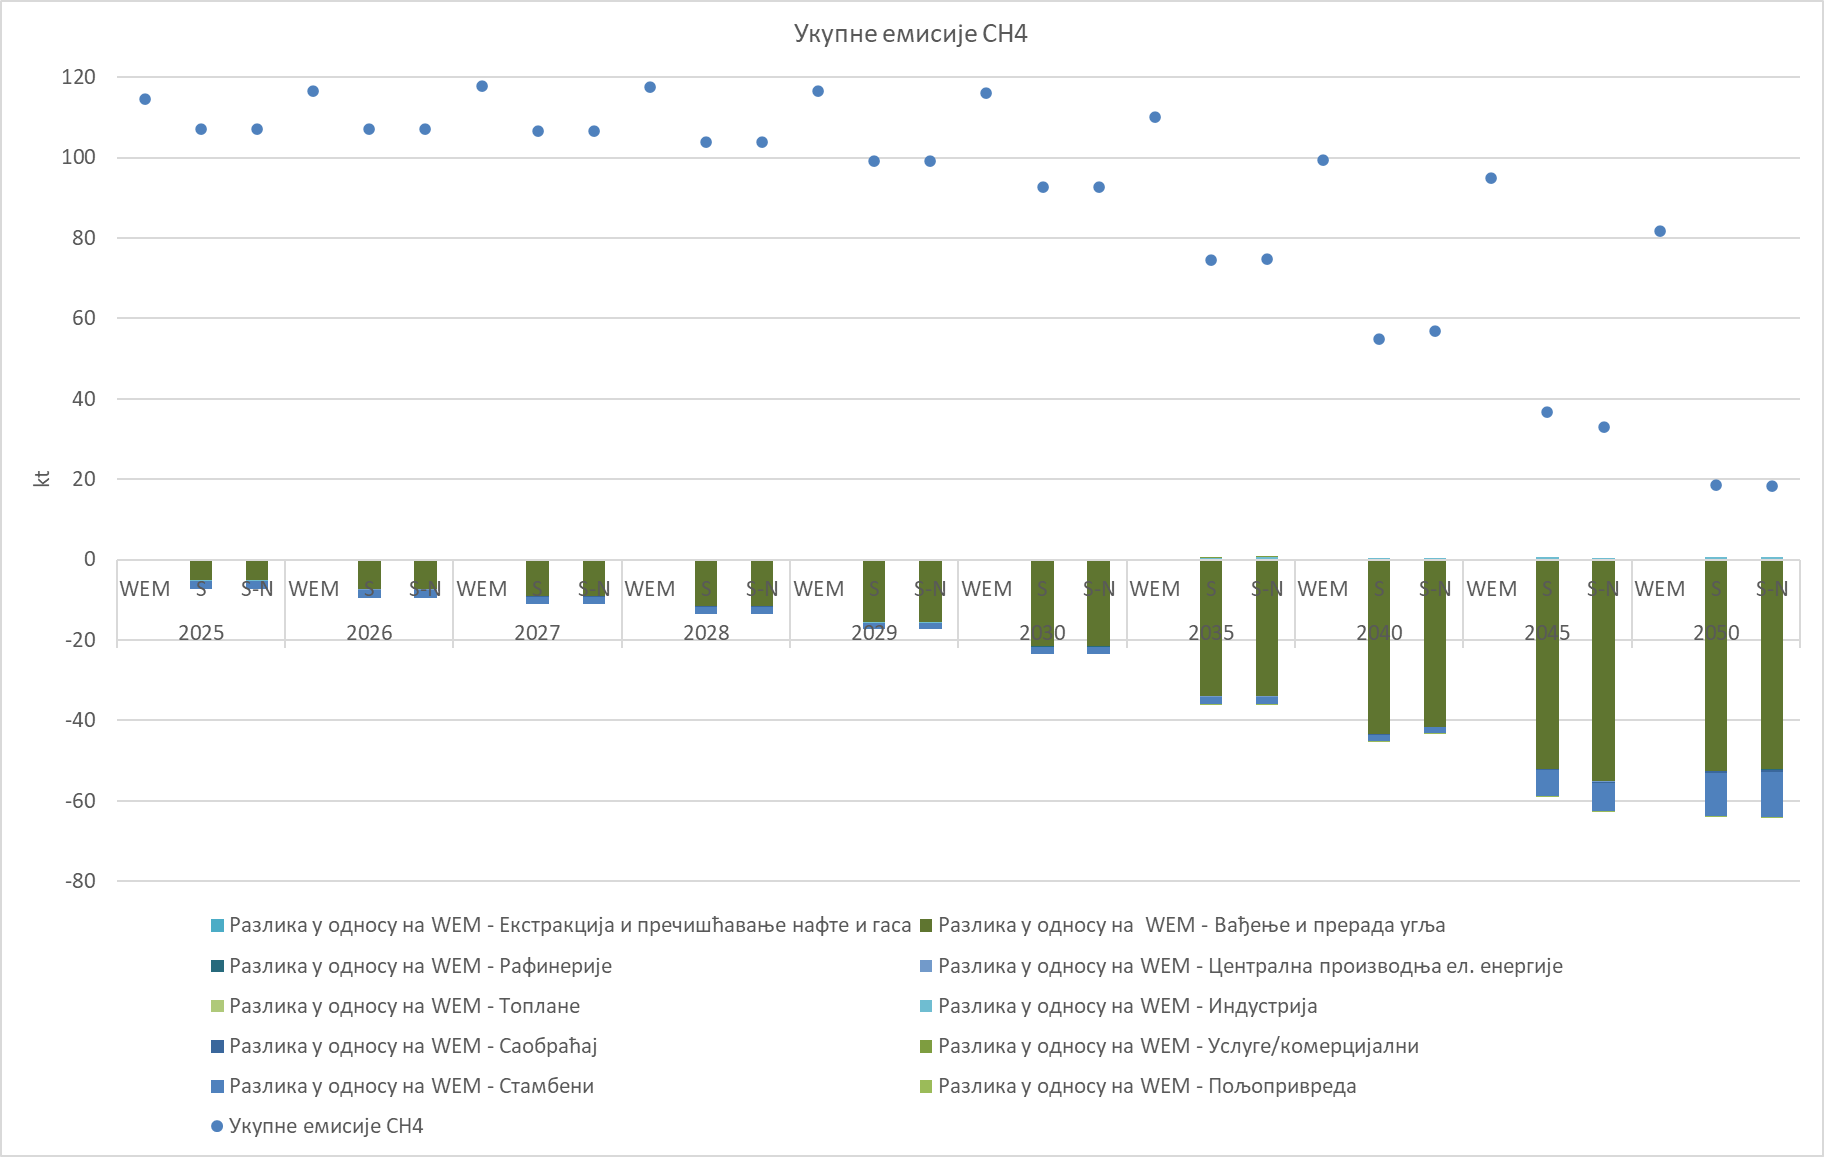 Укупне емисије CH4
120
100
80
60
40
20
0
-20
-40
-60
-80
kt
WEM S S-N WEM S S-N WEM S S-N WEM S S-N WEM S S-N WEM S S-N WEM S S-N WEM S S-N WEM S S-N WEM S S-N
2025 2026 2027 2028 2029 2030 2035 2040 2045 2050
Разлика у односу на WEM - Екстракција и пречишћавање нафте и гаса
Разлика у односу на WEM - Вађење и прерада угља
Разлика у односу на WEM - Рафинерије
Разлика у односу на WEM - Централна производња ел. енергије
Разлика у односу на WEM - Топлане
Разлика у односу на WEM - Индустрија
Разлика у односу на WEM - Саобраћај
Разлика у односу на WEM - Услуге/комерцијални
Разлика у односу на WEM - Стамбени
Разлика у односу на WEM - Пољопривреда
Укупне емисије CH4